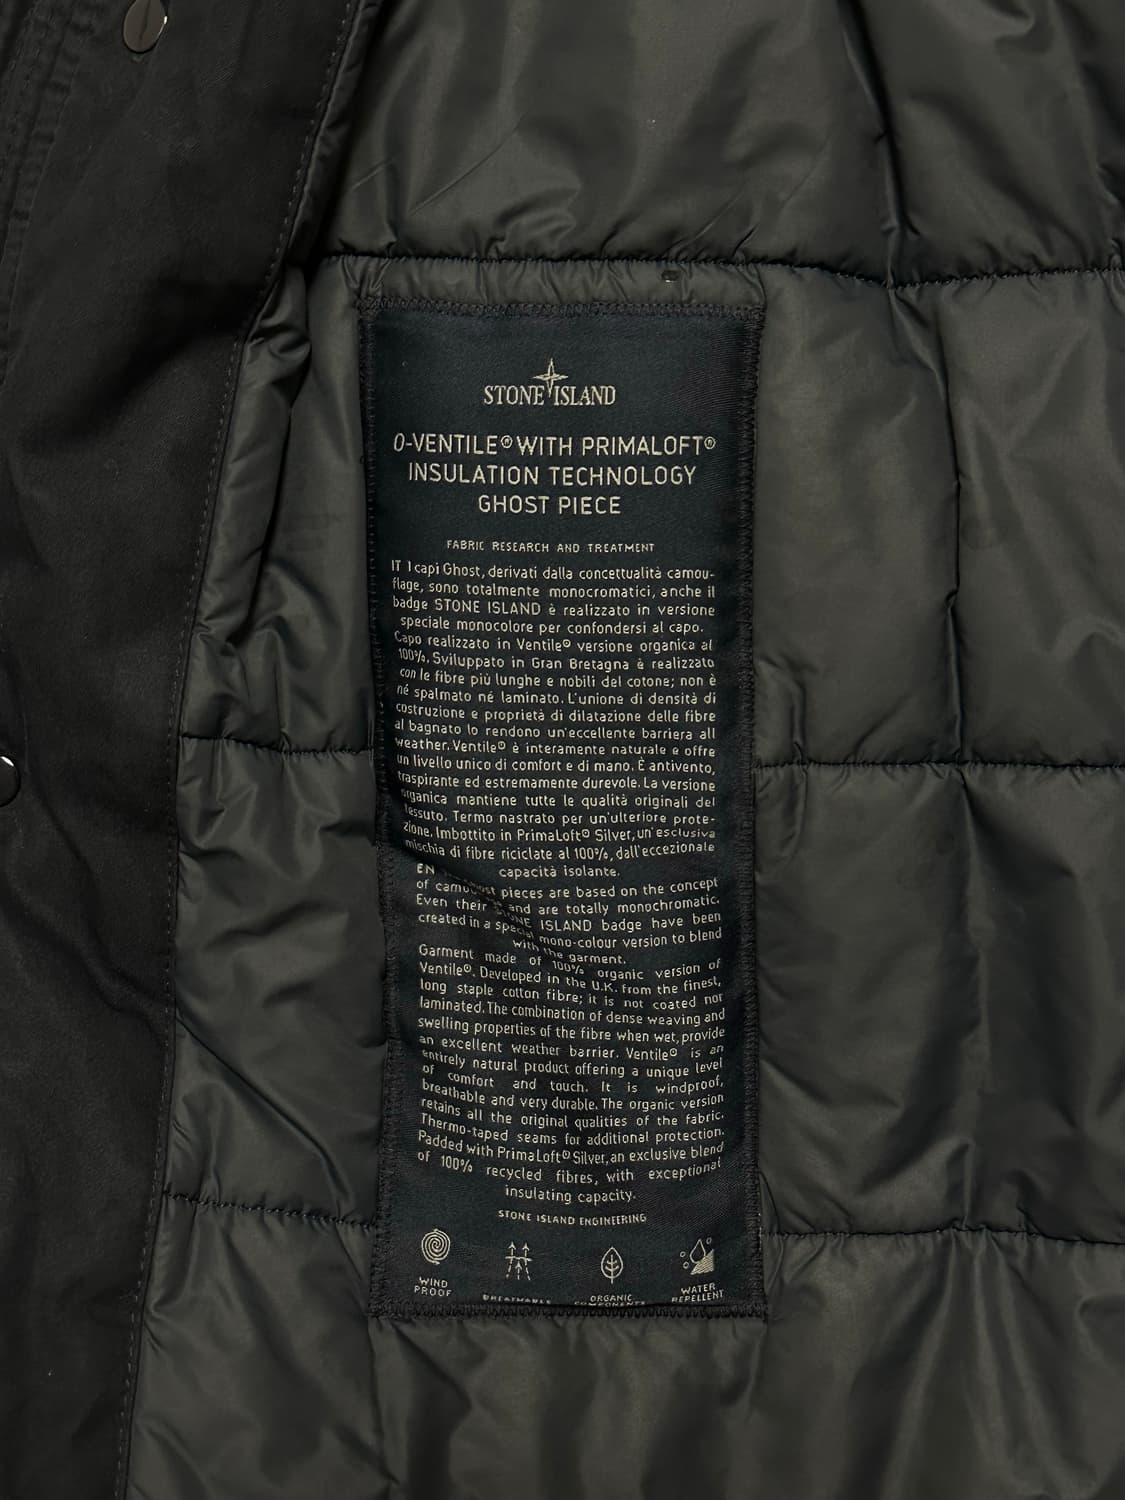 STONE ISLAND
O-VENTILE® WITH PRIMALOFT®
INSULATION TECHNOLOGY
GHOST PIECE
FABRIC RESEARCH AND TREATMENT
IT I capi Ghost, derivati dalla concettualità camou-
flage, sono totalmente monocromatici, anche il
badge STONE ISLAND è realizzato in versione
speciale monocolore per confondersi al capo.
Capo realizzato in Ventile® versione organica al
100%. Sviluppato in Gran Bretagna è realizzato
con le fibre più lunghe e nobili del cotone; non è
né spalmato né laminato. L'unione di densità di
costruzione e proprietà di dilatazione delle fibre
al bagnato lo rendono un'eccellente barriera all
weather. Ventile® è interamente naturale e offre
un livello unico di comfort e di mano. È antivento,
traspirante ed estremamente durevole. La versione
organica mantiene tutte le qualità originali del
tessuto. Termo nastrato per un'ulteriore prote-
zione. Imbottito in PrimaLoft® Silver, un'esclusiva
mischia di fibre riciclate al 100%, dall'eccezionale
capacità isolante.
EN pieces are based on the concept
of and are totally monochromatic.
Even their STONE ISLAND badge have been
created in a special mono-colour version to blend
with the garment.
Garment made of 100% organic version of
Ventile®. Developed in the U.K. from the finest,
long staple cotton fibre; it is not coated nor
laminated. The combination of dense weaving and
swelling properties of the fibre when wet, provide
an excellent weather barrier. Ventile® is an
entirely natural product offering a unique level
of comfort and touch. It is windproof,
breathable and very durable. The organic version
retains all the original qualities of the fabric.
Thermo-taped seams for additional protection.
Padded with PrimaLoft® Silver, an exclusive blend
of 100% recycled fibres, with exceptional
insulating capacity.
STONE ISLAND ENGINEERING
WIND
PROOF
BREATHABLE
ORGANIC
COMPONENTS
WATER
REPELLENT